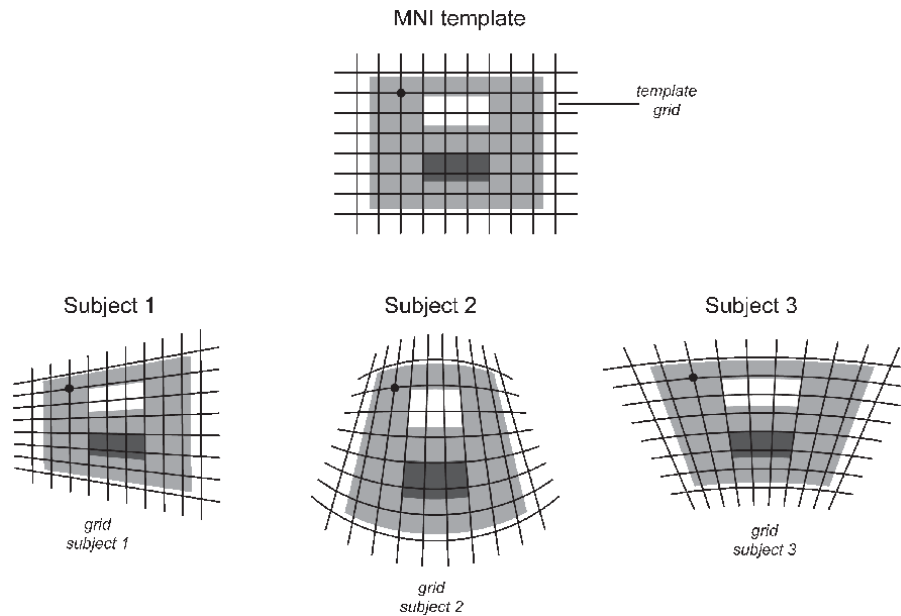 MNI template
template
grid
Subject 1
Subject 2
Subject 3
grid
subject 1
grid
subject 2
grid
subject 3